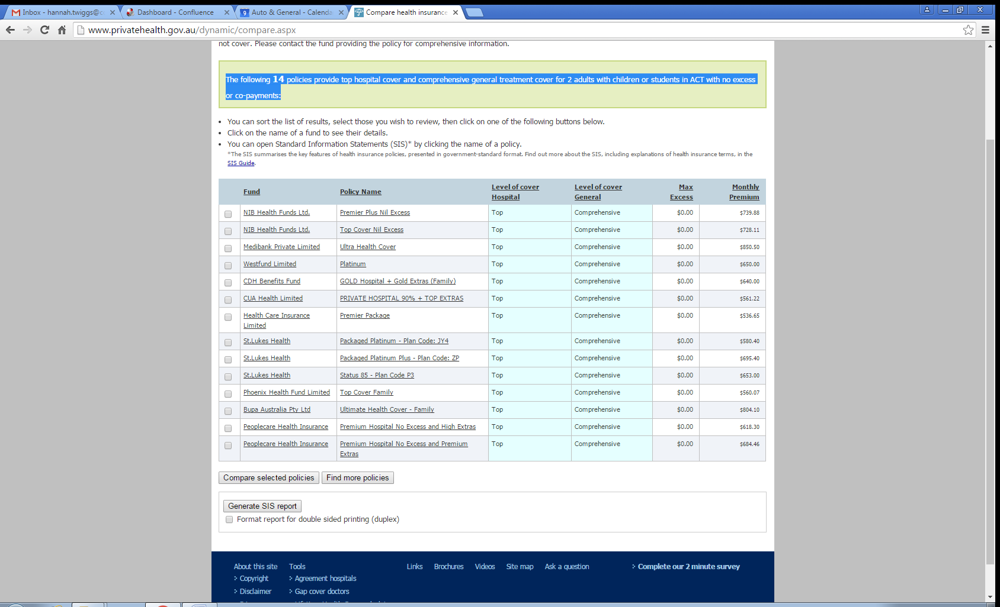 Inbox - hannah.twiggs@c
Dashboard - Confluence
Auto & General - Calenda
Compare health insurance
www.privatehealth.gov.au/dynamic/compare.aspx
not cover. Please contact the fund providing the policy for comprehensive information.
The following 14 policies provide top hospital cover and comprehensive general treatment cover for 2 adults with children or students in ACT with no excess
or co-payments:
• You can sort the list of results, select those you wish to review, then click on one of the following buttons below.
• Click on the name of a fund to see their details.
• You can open Standard Information Statements (SIS)* by clicking the name of a policy.
*The SIS summarises the key features of health insurance policies, presented in government-standard format. Find out more about the SIS, including explanations of health insurance terms, in the
SIS Guide.
Fund Policy Name Level of cover Hospital Level of cover General Max Excess Monthly Premium
NIB Health Funds Ltd. Premier Plus Nil Excess Top Comprehensive $0.00 $739.88
NIB Health Funds Ltd. Top Cover Nil Excess Top Comprehensive $0.00 $728.11
Medibank Private Limited Ultra Health Cover Top Comprehensive $0.00 $850.50
Westfund Limited Platinum Top Comprehensive $0.00 $650.00
CDH Benefits Fund GOLD Hospital + Gold Extras (Family) Top Comprehensive $0.00 $640.00
CUA Health Limited PRIVATE HOSPITAL 90% + TOP EXTRAS Top Comprehensive $0.00 $561.22
Health Care Insurance Limited Premier Package Top Comprehensive $0.00 $536.65
St.Lukes Health Packaged Platinum - Plan Code: JY4 Top Comprehensive $0.00 $580.40
St.Lukes Health Packaged Platinum Plus - Plan Code: ZP Top Comprehensive $0.00 $695.40
St.Lukes Health Status 85 - Plan Code P3 Top Comprehensive $0.00 $653.00
Phoenix Health Fund Limited Top Cover Family Top Comprehensive $0.00 $560.07
Bupa Australia Pty Ltd Ultimate Health Cover - Family Top Comprehensive $0.00 $804.10
Peoplecare Health Insurance Premium Hospital No Excess and High Extras Top Comprehensive $0.00 $618.30
Peoplecare Health Insurance Premium Hospital No Excess and Premium Extras Top Comprehensive $0.00 $684.46
Compare selected policies Find more policies
Generate SIS report
Format report for double sided printing (duplex)
About this site Tools Links Brochures Videos Site map Ask a question Complete our 2 minute survey
Copyright Agreement hospitals
Disclaimer Gap cover doctors